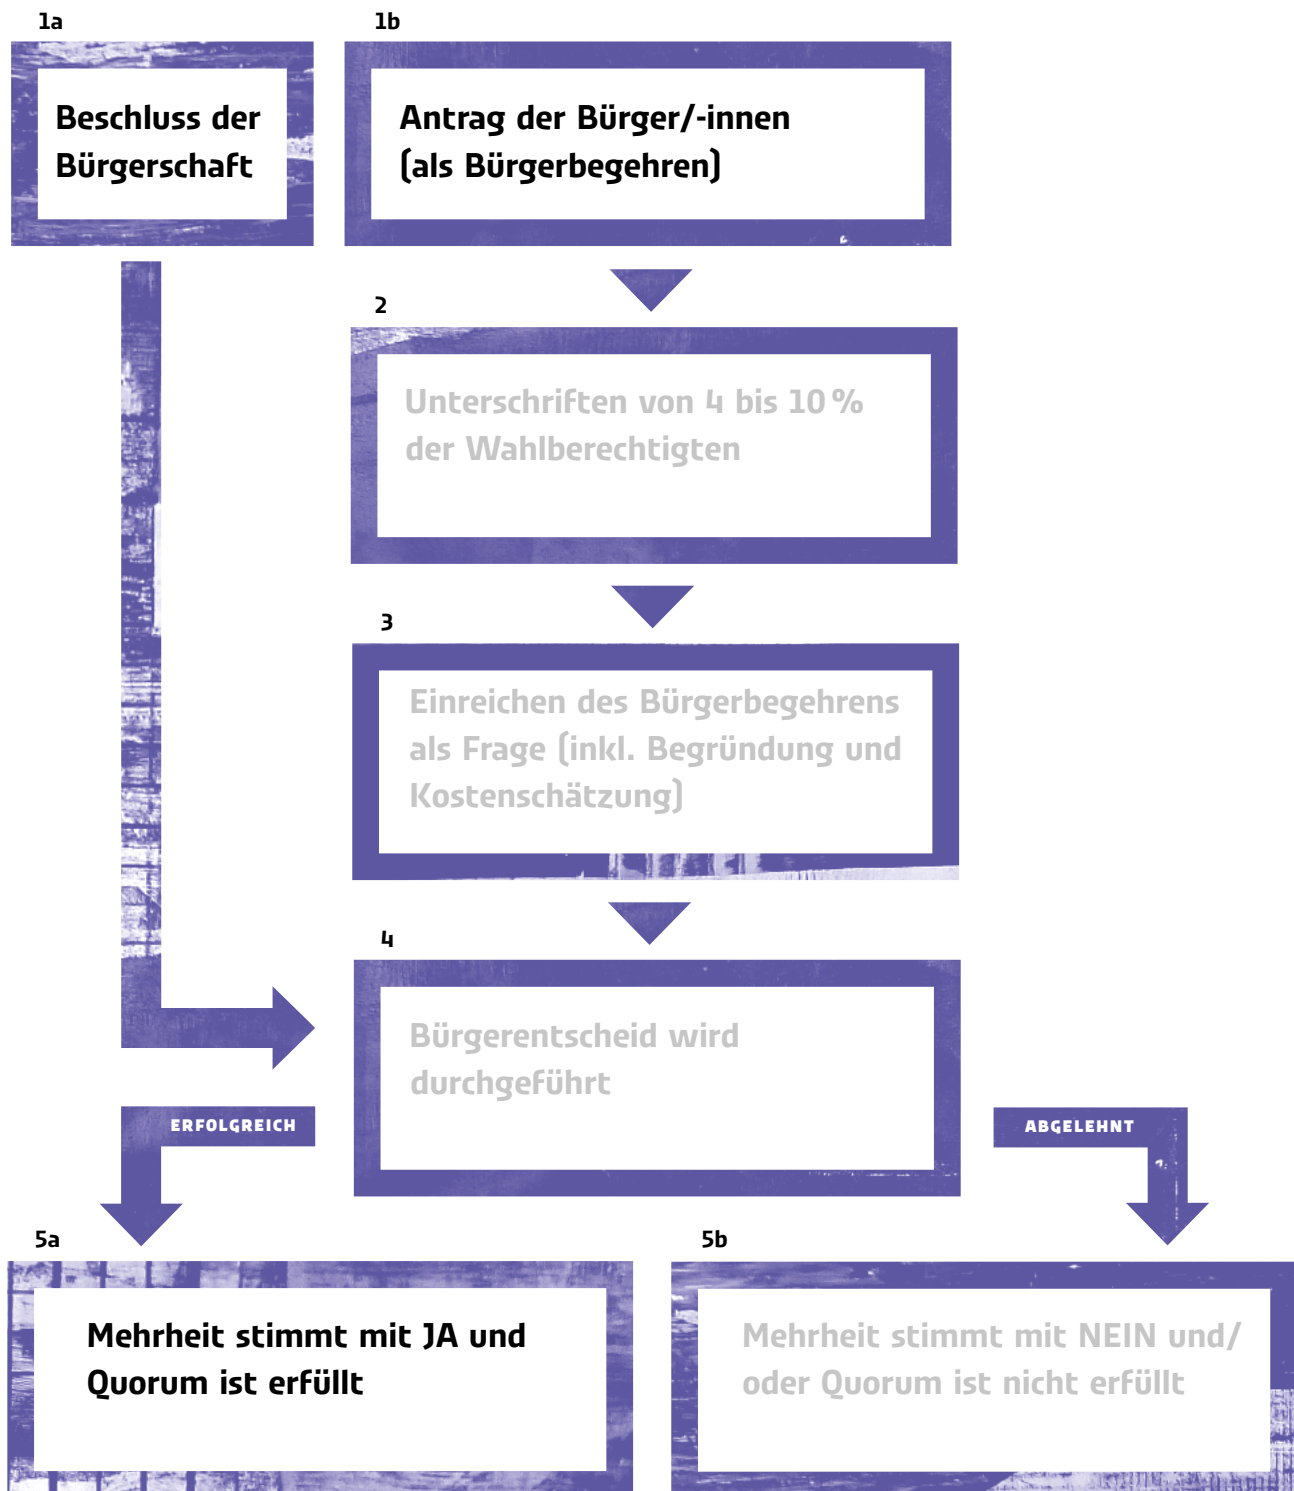 1a
Beschluss der
Bürgerschaft
1b
Antrag der Bürger/-innen
(als Bürgerbegehren)
2
Unterschriften von 4 bis 10 %
der Wahlberechtigten
3
Einreichen des Bürgerbegehrens
als Frage (inkl. Begründung und
Kostenschätzung)
4
Bürgerentscheid wird
durchgeführt
ERFOLGREICH
ABGELEHNT
5a
Mehrheit stimmt mit JA und
Quorum ist erfüllt
5b
Mehrheit stimmt mit NEIN und/
oder Quorum ist nicht erfüllt